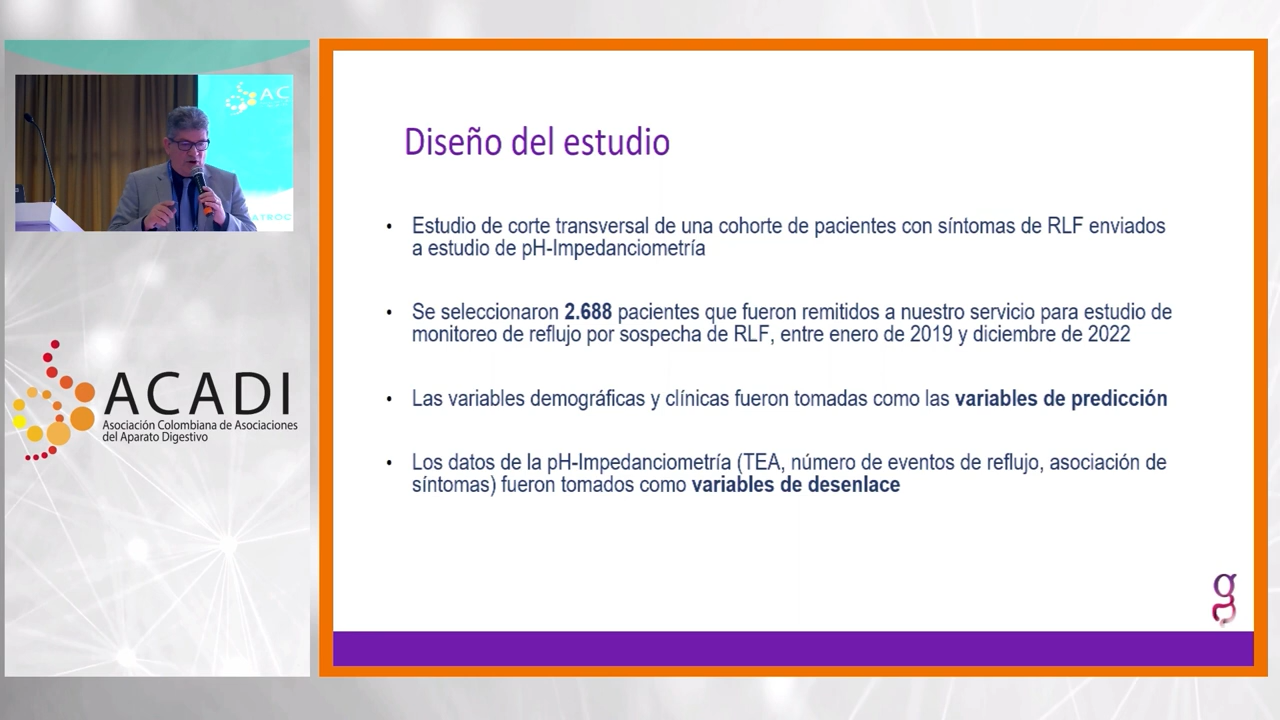 AC
ATROC
ACADI
Asociación Colombiana de Asociaciones
del Aparato Digestivo
Diseño del estudio
• Estudio de corte transversal de una cohorte de pacientes con síntomas de RLF enviados
a estudio de pH-Impedanciometría
• Se seleccionaron 2.688 pacientes que fueron remitidos a nuestro servicio para estudio de
monitoreo de reflujo por sospecha de RLF, entre enero de 2019 y diciembre de 2022
• Las variables demográficas y clínicas fueron tomadas como las variables de predicción
• Los datos de la pH-Impedanciometría (TEA, número de eventos de reflujo, asociación de
síntomas) fueron tomados como variables de desenlace